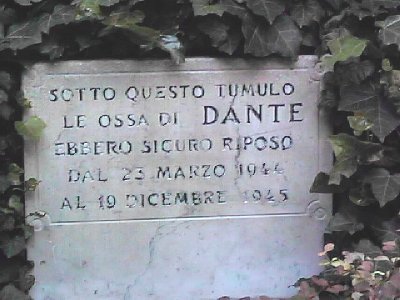 SOTTO QUESTO TUMULO
LE OSSA DI DANTE
EBBERO SICURO RIPOSO
DAL 23 MARZO 1944
AL 19 DICEMBRE 1945